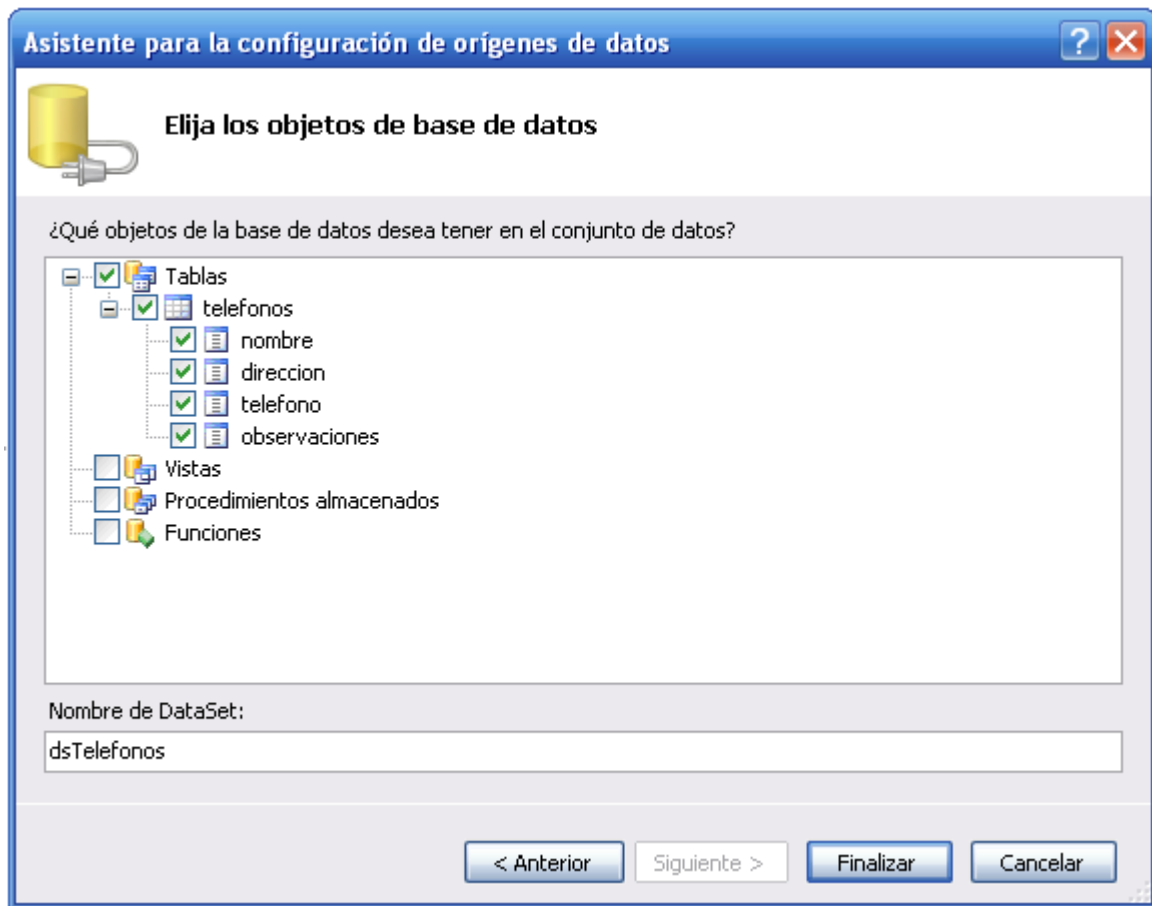 Asistente para la configuración de orígenes de datos
Elija los objetos de base de datos
¿Qué objetos de la base de datos desea tener en el conjunto de datos?
Tablas
telefonos
nombre
direccion
telefono
observaciones
Vistas
Procedimientos almacenados
Funciones
Nombre de DataSet:
dsTelefonos
< Anterior Siguiente > Finalizar Cancelar